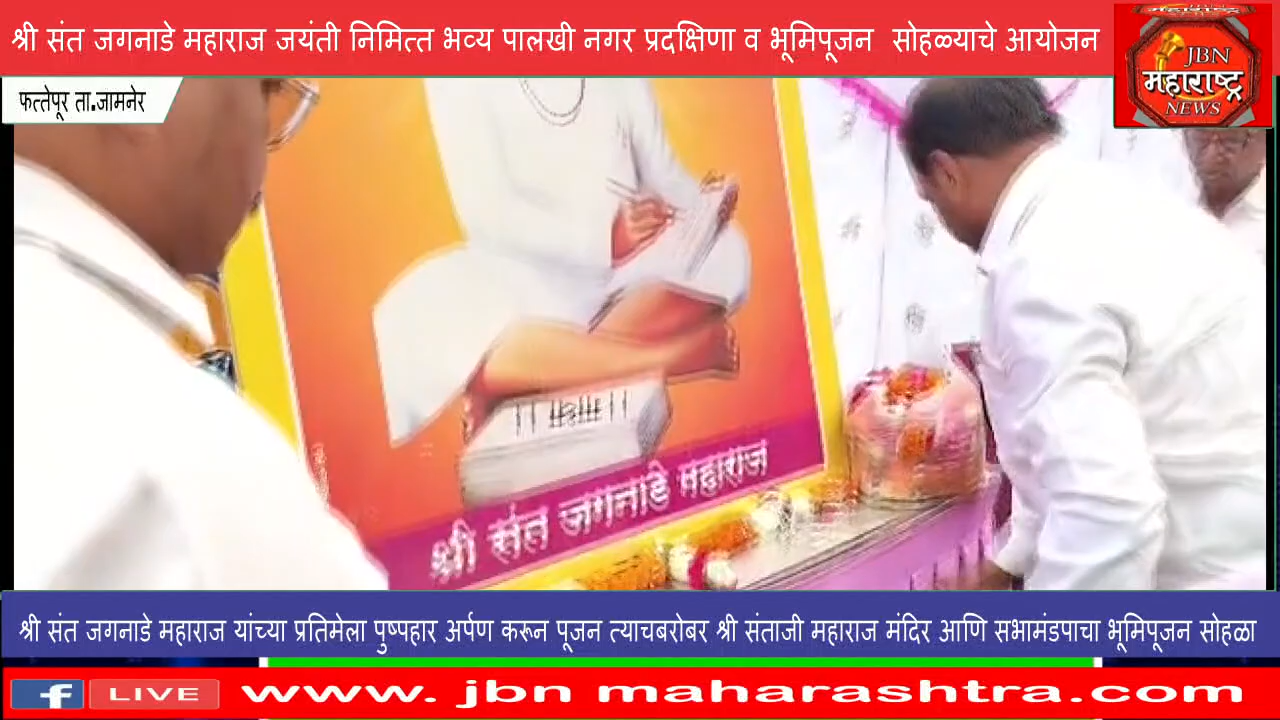 श्री संत जगनाडे महाराज जयंती निमित्त भव्य पालखी नगर प्रदक्षिणा व भूमिपूजन सोहळ्याचे आयोजन
महाराष्ट्र
JBN
महाराष्ट्र
NEWS
फत्तेपूर ता.जामनेर
श्री संत जगनाडे महाराज
श्री संत जगनाडे महाराज यांच्या प्रतिमेला पुष्पहार अर्पण करून पूजन त्याचबरोबर श्री संताजी महाराज मंदिर आणि सभामंडपाचा भूमिपूजन सोहळा
f LIVE www. jbn maharashtra.com